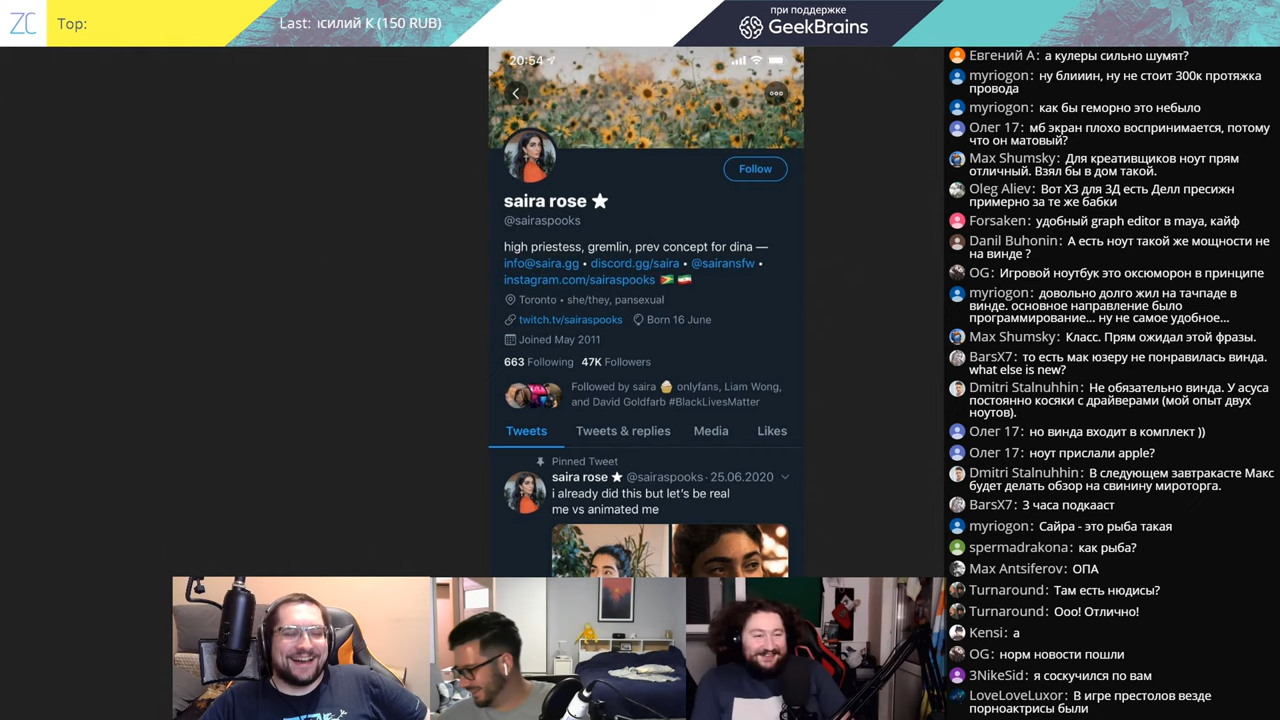 ZC
Top:
Last: ıсилий К (150 RUB)
при поддержке
GeekBrains
20:54
Follow
saira rose ★
@sairaspooks
high priestess, gremlin, prev concept for dina —
info@saira.gg • discord.gg/saira • @sairansfw •
instagram.com/sairaspooks 🇬🇾 🇮🇷
Toronto • she/they, pansexual
twitch.tv/sairaspooks Born 16 June
Joined May 2011
663 Following 47K Followers
Followed by saira 🧁 onlyfans, Liam Wong,
and David Goldfarb #BlackLivesMatter
Tweets Tweets & replies Media Likes
Pinned Tweet
saira rose ★ @sairaspooks · 25.06.2020
i already did this but let's be real
me vs animated me
Евгений А: а кулеры сильно шумят?
myriogon: ну блииин, ну не стоит 300к протяжка
провода
myriogon: как бы геморно это небыло
Олег 17: мб экран плохо воспринимается, потому
что он матовый?
Max Shumsky: Для креативщиков ноут прям
отличный. Взял бы в дом такой.
Oleg Aliev: Вот ХЗ для 3Д есть Делл пресижн
примерно за те же бабки
Forsaken: удобный graph editor в maya, кайф
Danil Buhonin: А есть ноут такой же мощности не
на винде ?
OG: Игровой ноутбук это оксюморон в принципе
myriogon: довольно долго жил на тачпаде в
винде. основное направление было
программирование... ну не самое удобное...
Max Shumsky: Класс. Прям ожидал этой фразы.
BarsX7: то есть мак юзеру не понравилась винда.
what else is new?
Dmitri Stalnuhhin: Не обязательно винда. У асуса
постоянно косяки с драйверами (мой опыт двух
ноутов).
Олег 17: но винда входит в комплект ))
Олег 17: ноут прислали apple?
Dmitri Stalnuhhin: В следующем завтракасте Макс
будет делать обзор на свинину мироторга.
BarsX7: 3 часа подкааст
myriogon: Сайра - это рыба такая
spermadrakona: как рыба?
Max Antsiferov: ОПА
Turnaround: Там есть нюдисы?
Turnaround: Ооо! Отлично!
Kensi: а
OG: норм новости пошли
3NikeSid: я соскучился по вам
LoveLoveLuxor: В игре престолов везде
порноактрисы были